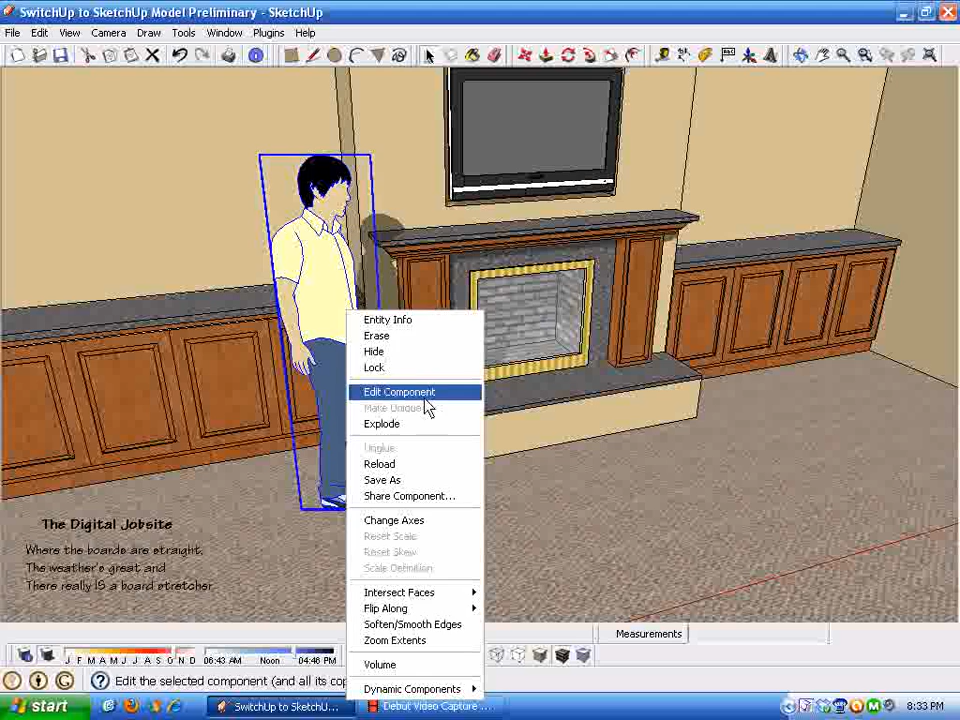 SwitchUp to SketchUp Model Preliminary - SketchUp
File Edit View Camera Draw Tools Window Plugins Help
Entity Info
Erase
Hide
Lock
Edit Component
Make Unique
Explode
Unglue
Reload
Save As
Share Component...
Change Axes
Reset Scale
Reset Skew
Scale Definition
Intersect Faces
Flip Along
Soften/Smooth Edges
Zoom Extents
Volume
Dynamic Components
The Digital Jobsite
Where the boards are straight,
The weather's great and
There really IS a board stretcher
J F M A M J J A S O N D 06:43 AM Noon 04:46 PM
Measurements
Edit the selected component (and all its co
start SwitchUp to SketchU... Debut Video Capture ... 8:33 PM